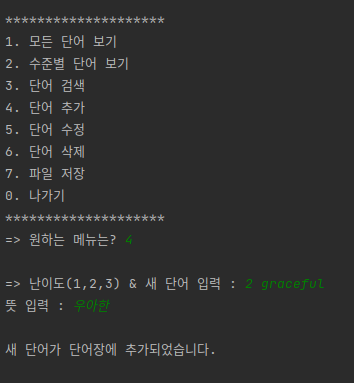 ********************
1. 모든 단어 보기
2. 수준별 단어 보기
3. 단어 검색
4. 단어 추가
5. 단어 수정
6. 단어 삭제
7. 파일 저장
0. 나가기
********************
=> 원하는 메뉴는? 4
=> 난이도(1,2,3) & 새 단어 입력 : 2 graceful
뜻 입력 : 우아한
새 단어가 단어장에 추가되었습니다.